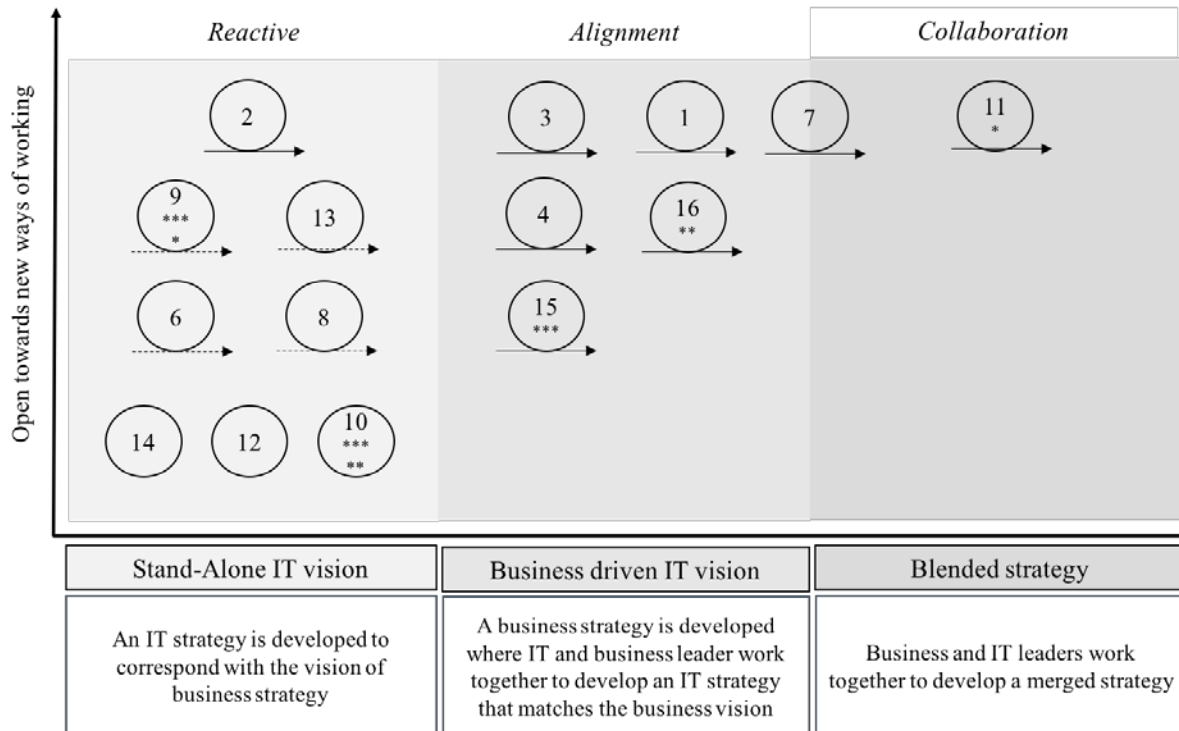 Reactive
Alignment
Collaboration
Open towards new ways of working
2
3
1
7
11
*
9
***
*
13
4
16
**
6
8
15
***
14
12
10
***
**
Stand-Alone IT vision
Business driven IT vision
Blended strategy
An IT strategy is developed to
correspond with the vision of
business strategy
A business strategy is developed
where IT and business leader work
together to develop an IT strategy
that matches the business vision
Business and IT leaders work
together to develop a merged strategy